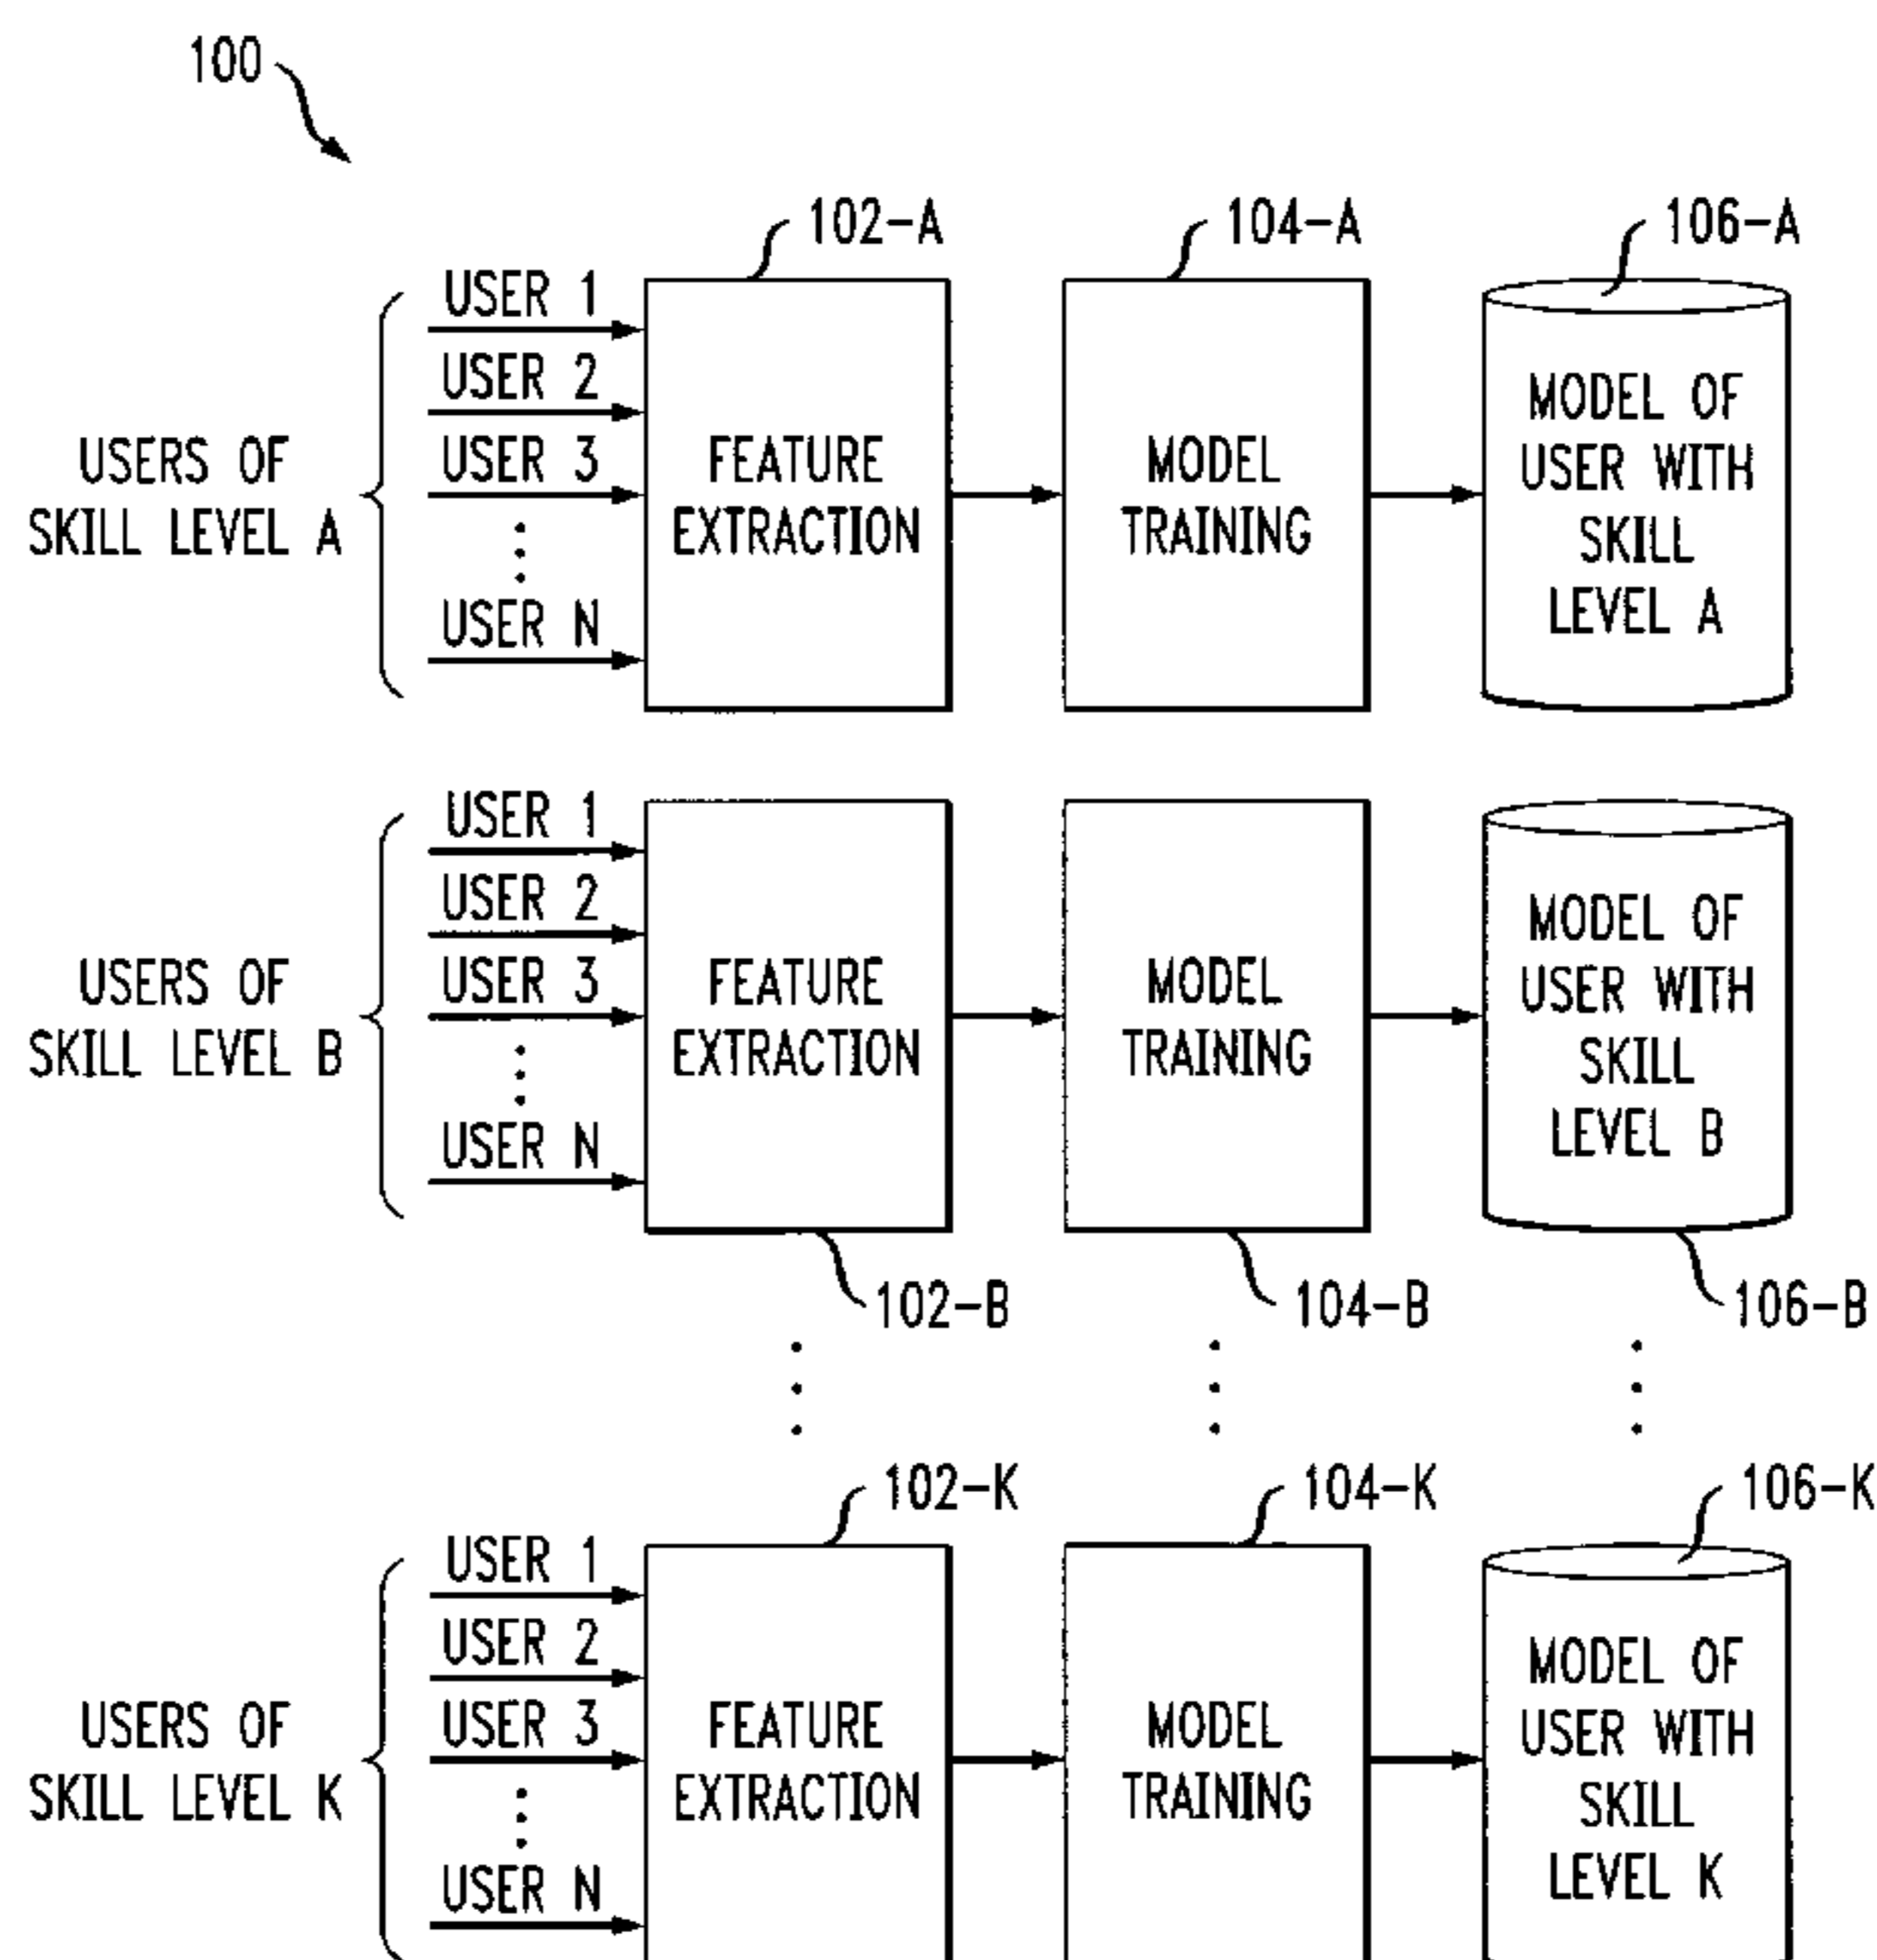 100
102-A
104-A
106-A
USERS OF
SKILL LEVEL A
USER 1
USER 2
USER 3
USER N
FEATURE
EXTRACTION
MODEL
TRAINING
MODEL OF
USER WITH
SKILL
LEVEL A
USERS OF
SKILL LEVEL B
USER 1
USER 2
USER 3
USER N
FEATURE
EXTRACTION
MODEL
TRAINING
MODEL OF
USER WITH
SKILL
LEVEL B
102-B
104-B
106-B
102-K
104-K
106-K
USERS OF
SKILL LEVEL K
USER 1
USER 2
USER 3
USER N
FEATURE
EXTRACTION
MODEL
TRAINING
MODEL OF
USER WITH
SKILL
LEVEL K